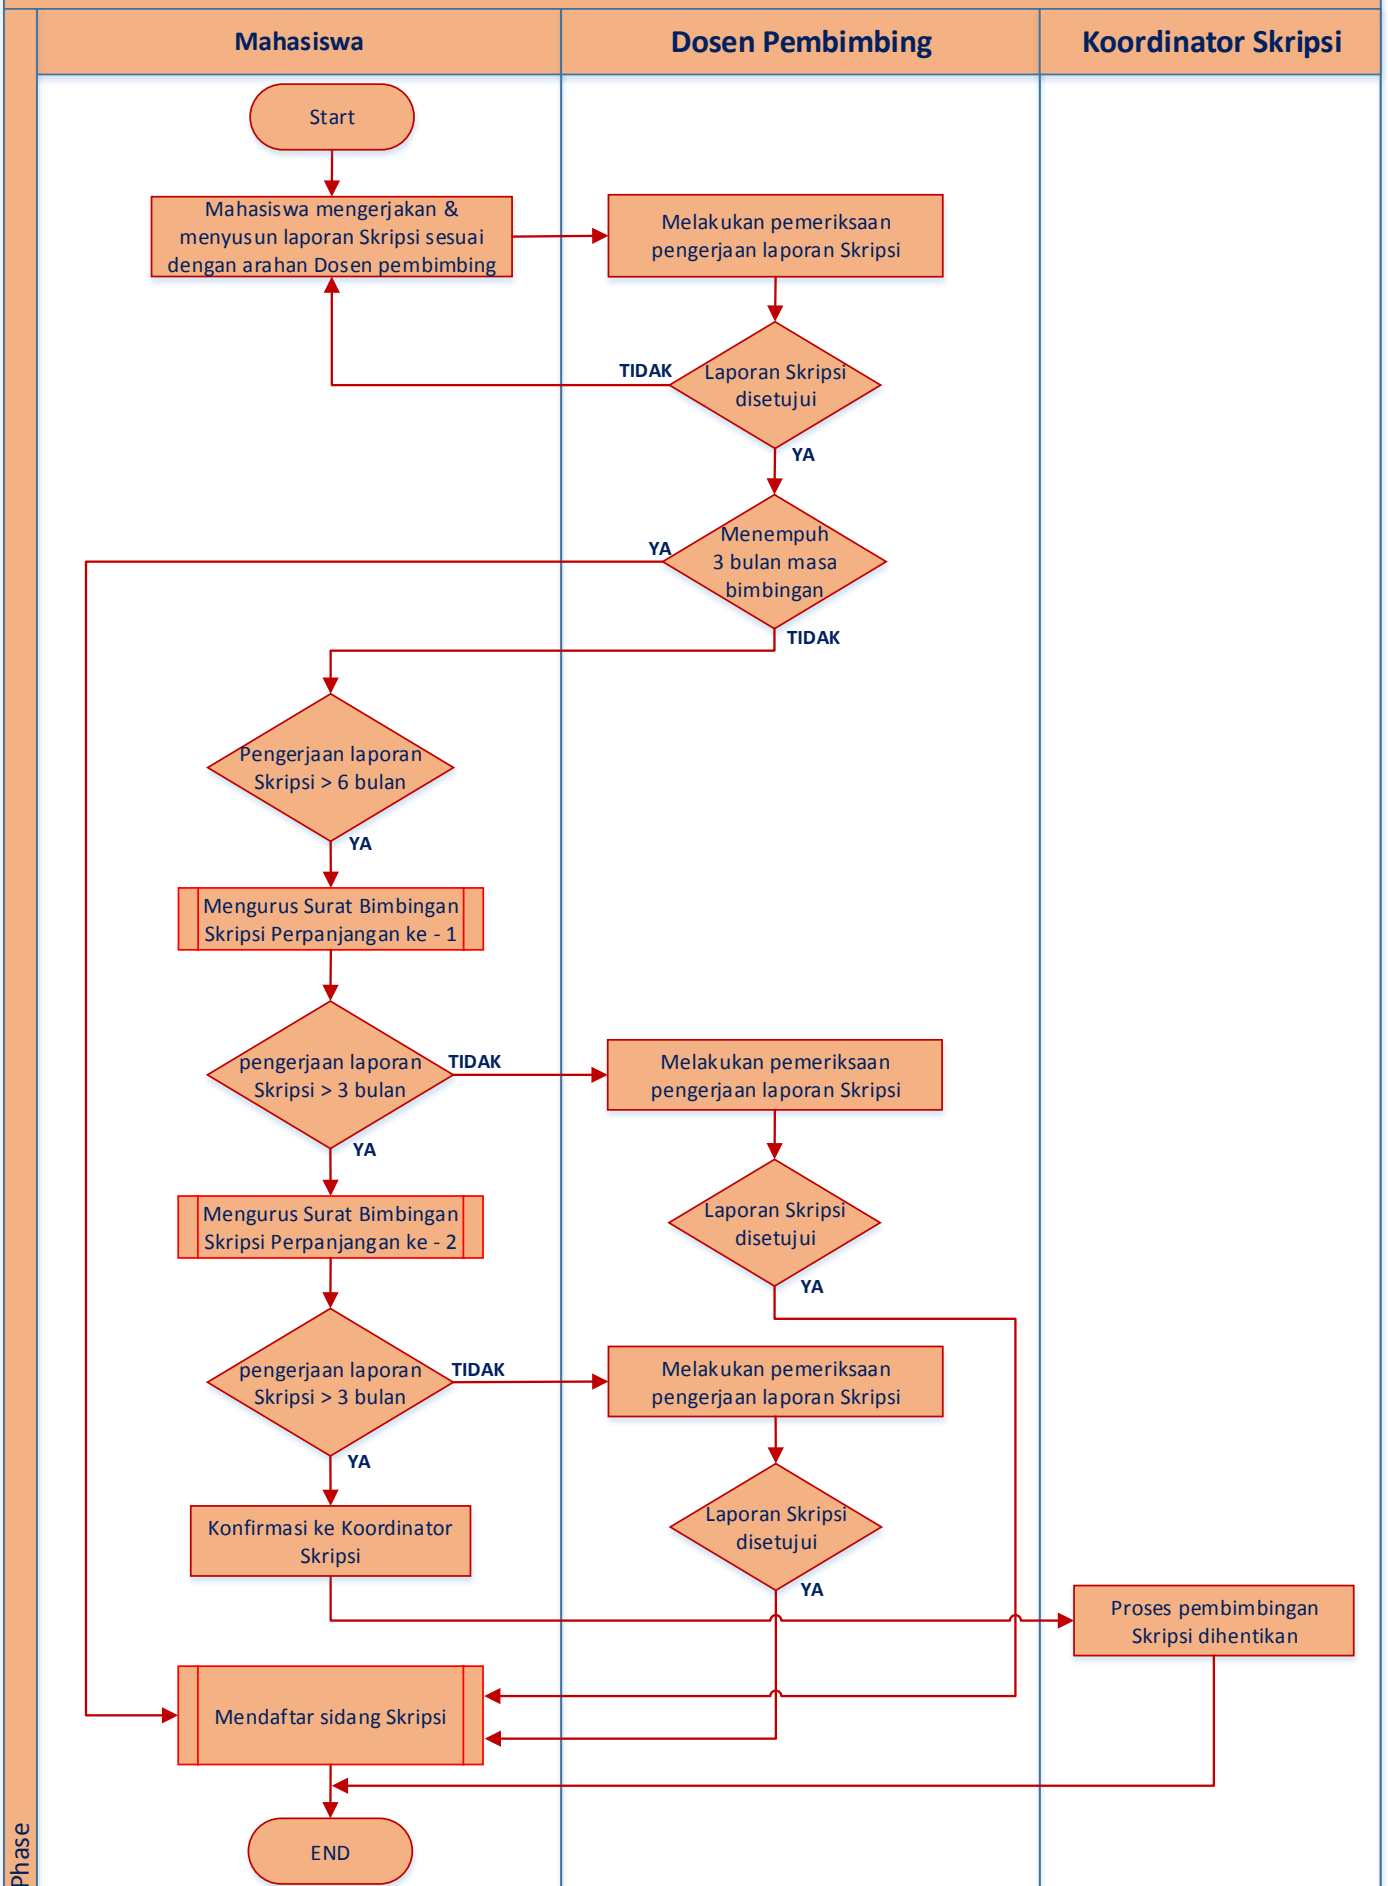 Mahasiswa
Dosen Pembimbing
Koordinator Skripsi
Start
Mahasiswa mengerjakan &
menyusun laporan Skripsi sesuai
dengan arahan Dosen pembimbing
Melakukan pemeriksaan
pengerjaan laporan Skripsi
TIDAK
Laporan Skripsi
disetujui
YA
YA
Menempuh
3 bulan masa
bimbingan
TIDAK
Pengerjaan laporan
Skripsi > 6 bulan
YA
Mengurus Surat Bimbingan
Skripsi Perpanjangan ke - 1
pengerjaan laporan
Skripsi > 3 bulan
TIDAK
Melakukan pemeriksaan
pengerjaan laporan Skripsi
YA
Laporan Skripsi
disetujui
YA
Mengurus Surat Bimbingan
Skripsi Perpanjangan ke - 2
pengerjaan laporan
Skripsi > 3 bulan
TIDAK
Melakukan pemeriksaan
pengerjaan laporan Skripsi
YA
Laporan Skripsi
disetujui
YA
Konfirmasi ke Koordinator
Skripsi
Proses pembimbingan
Skripsi dihentikan
Mendaftar sidang Skripsi
END
Phase